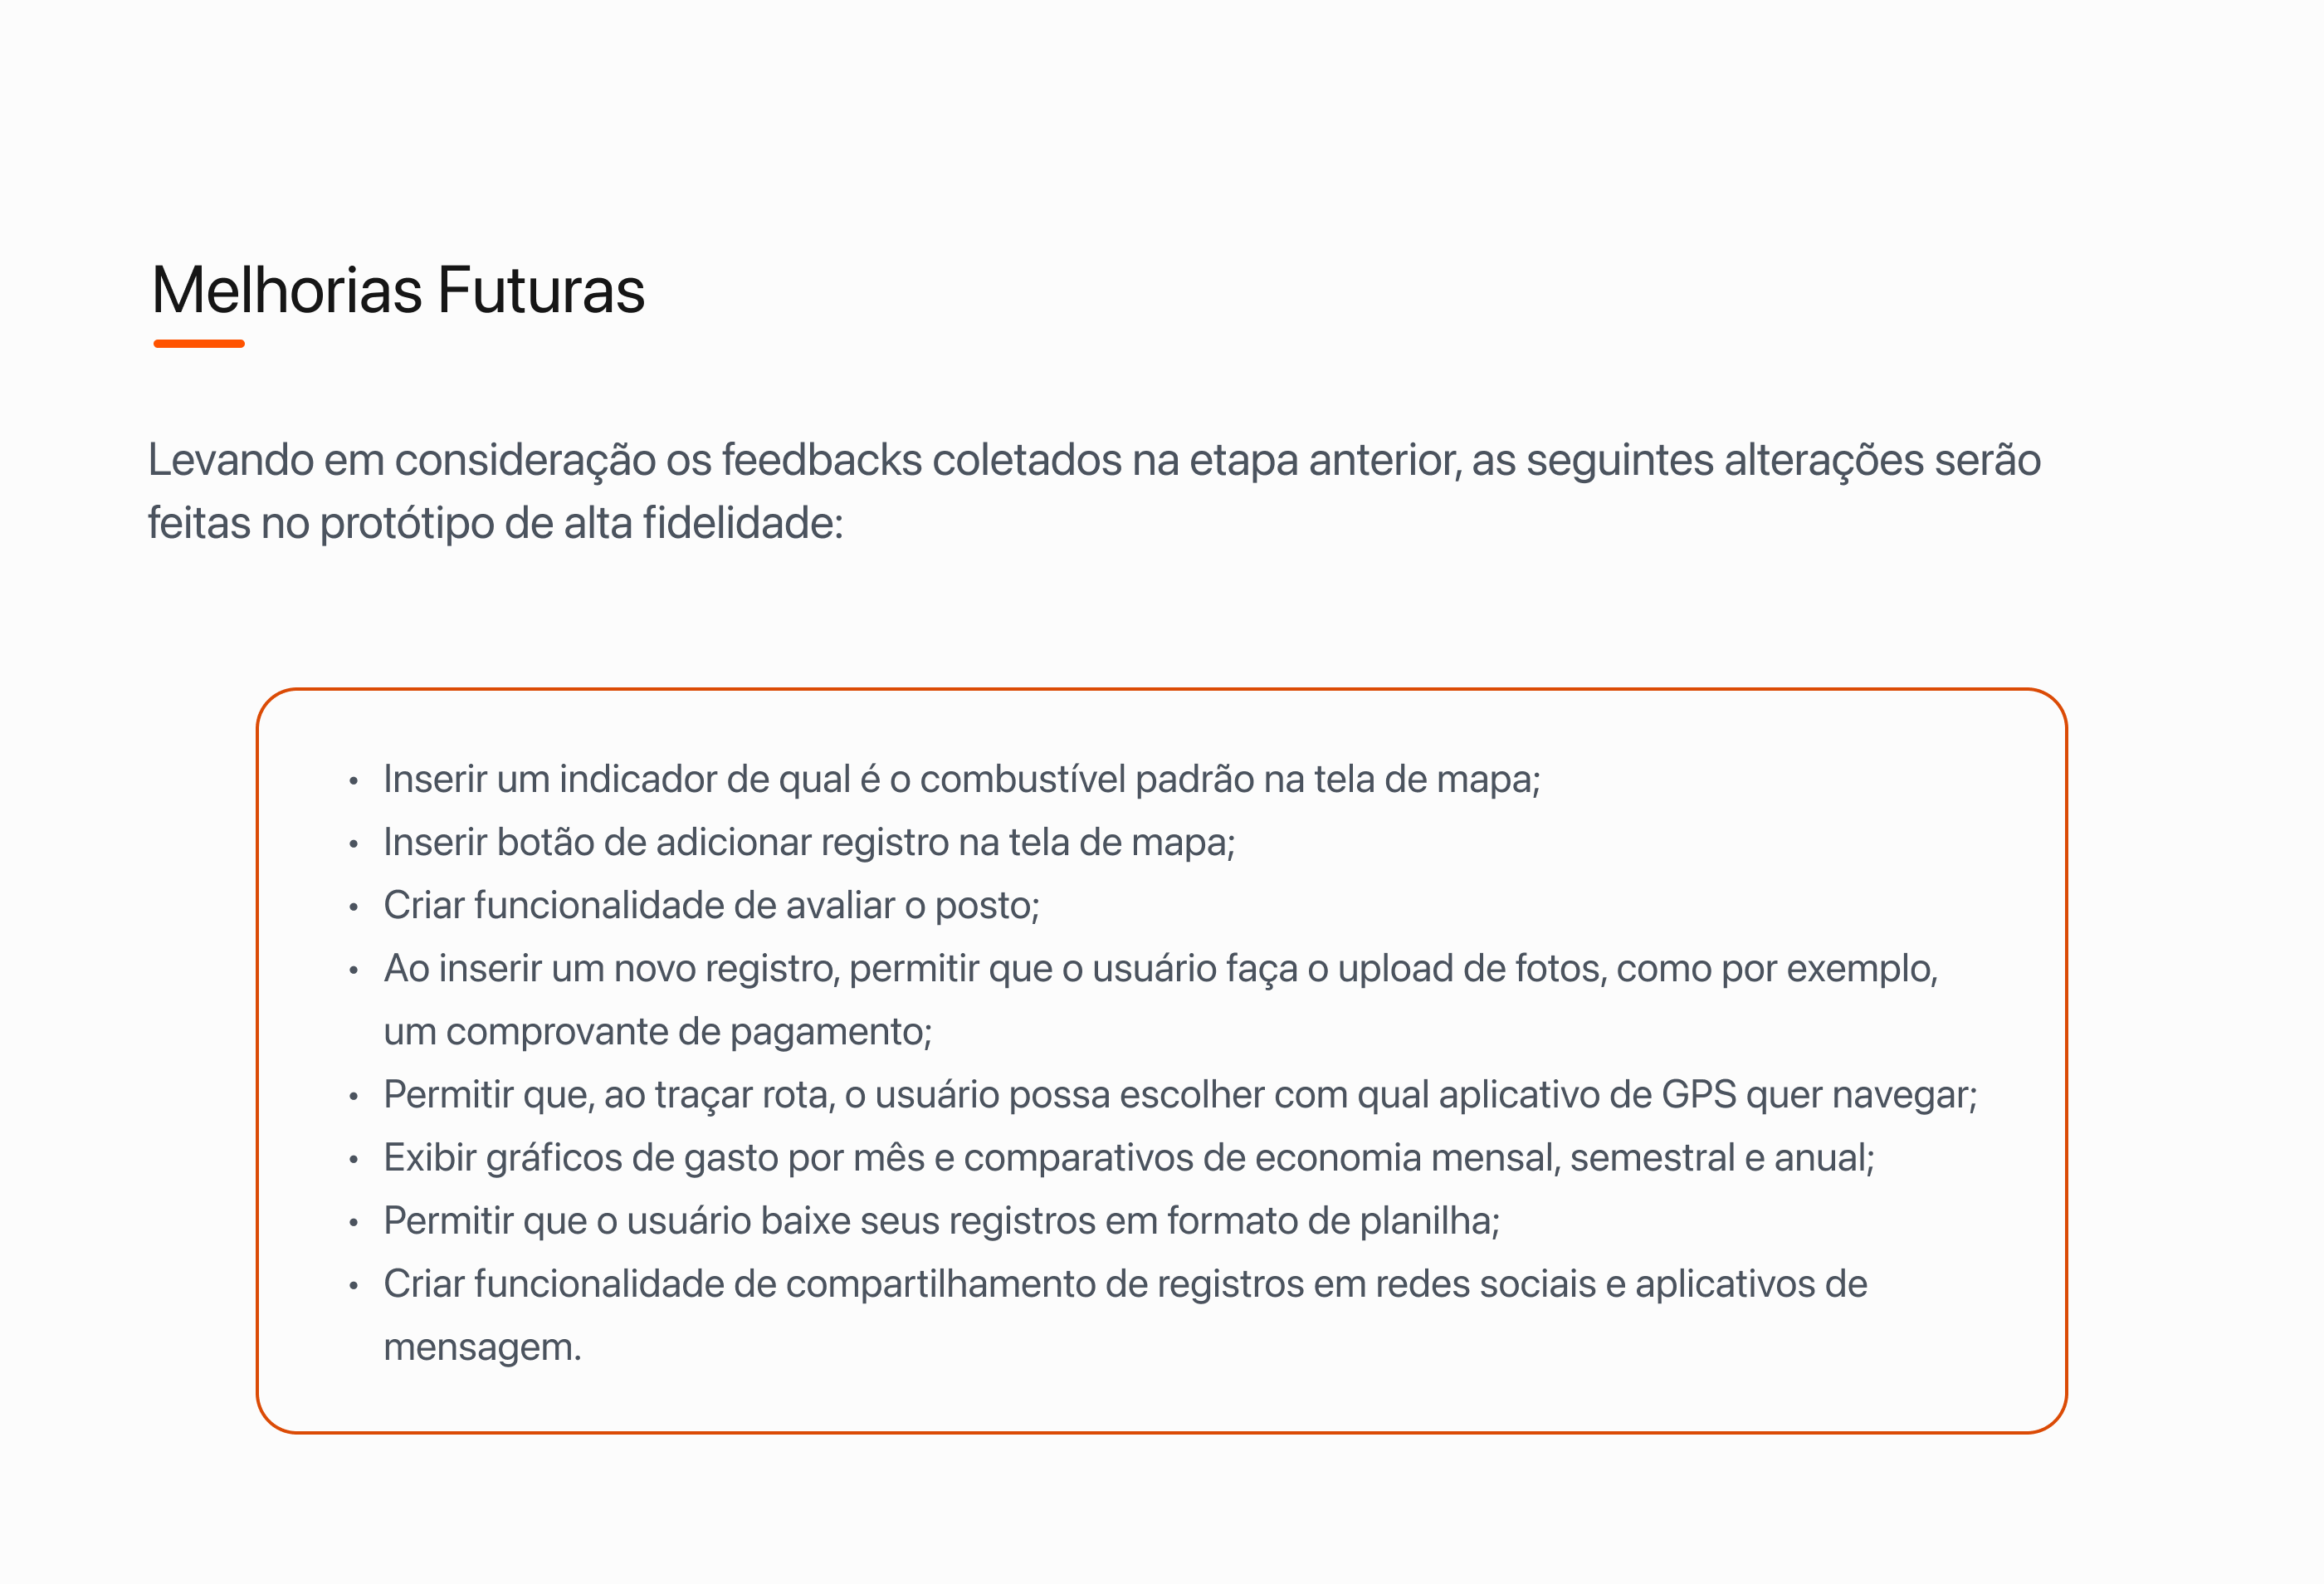 Melhorias Futuras
Levando em consideração os feedbacks coletados na etapa anterior, as seguintes alterações serão
feitas no protótipo de alta fidelidade:
• Inserir um indicador de qual é o combustível padrão na tela de mapa;
• Inserir botão de adicionar registro na tela de mapa;
• Criar funcionalidade de avaliar o posto;
• Ao inserir um novo registro, permitir que o usuário faça o upload de fotos, como por exemplo,
um comprovante de pagamento;
• Permitir que, ao traçar rota, o usuário possa escolher com qual aplicativo de GPS quer navegar;
• Exibir gráficos de gasto por mês e comparativos de economia mensal, semestral e anual;
• Permitir que o usuário baixe seus registros em formato de planilha;
• Criar funcionalidade de compartilhamento de registros em redes sociais e aplicativos de
mensagem.